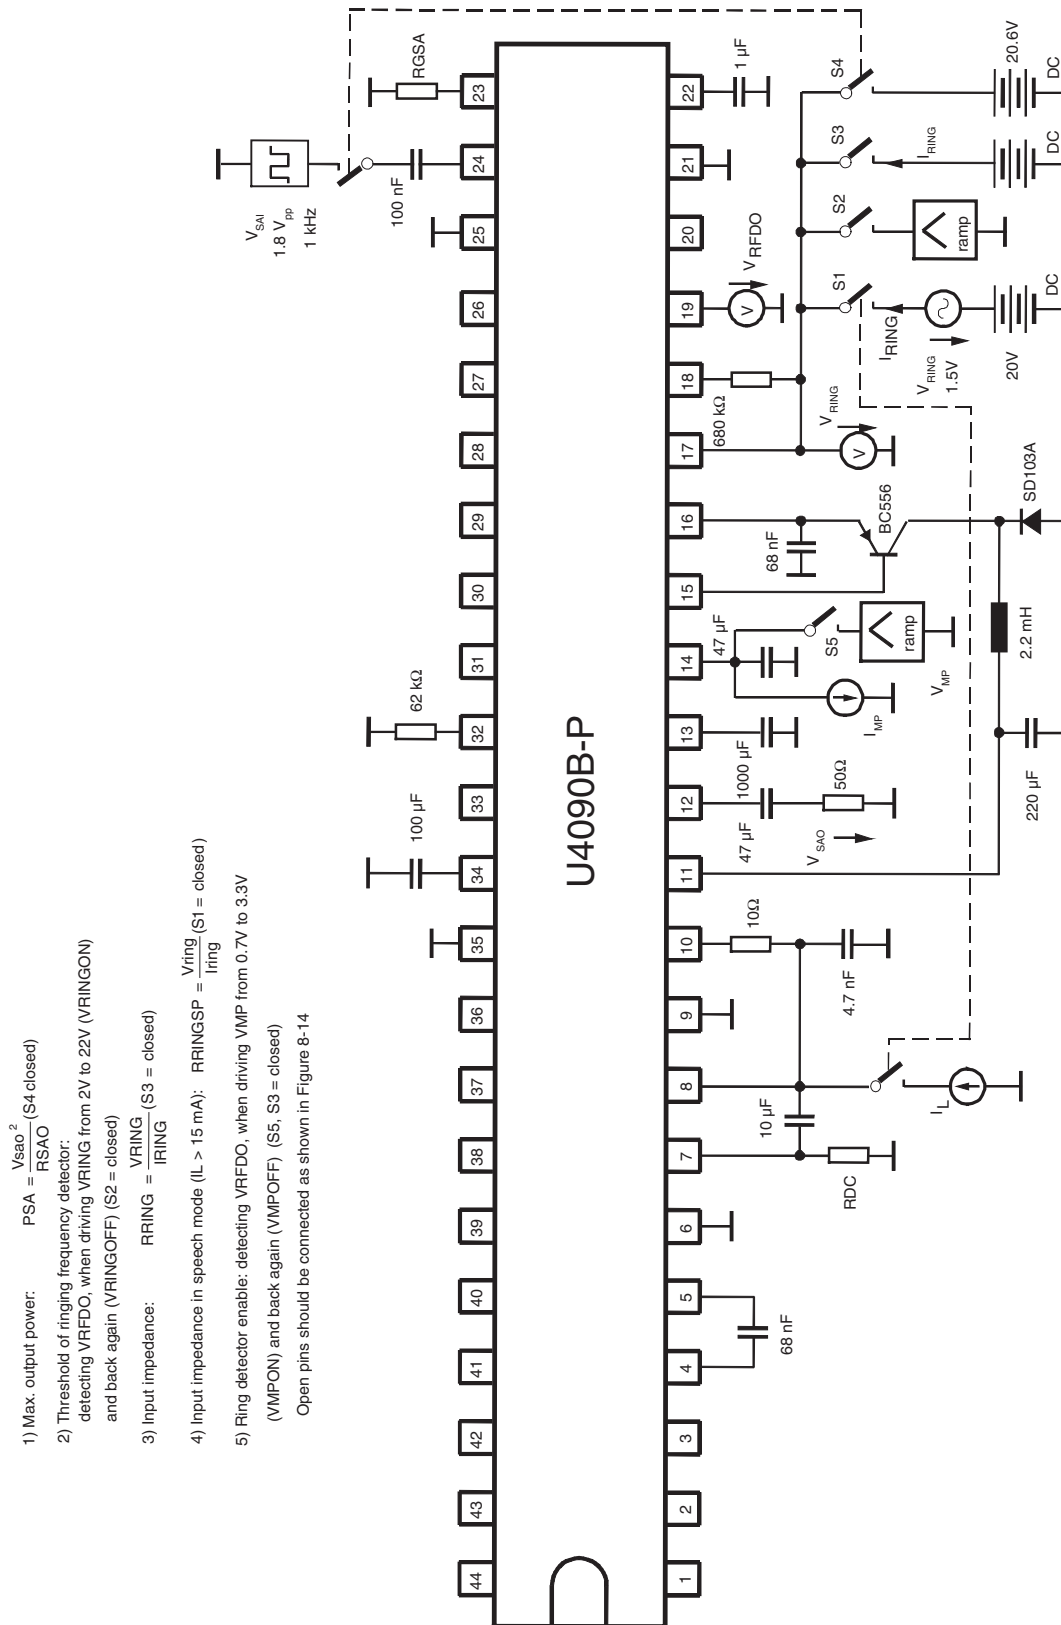 1) Max. output power: PSA = Vsao² / RSAO (S4 closed)
2) Threshold of ringing frequency detector:
detecting VRFDO, when driving VRING from 2V to 22V (VRINGON)
and back again (VRINGOFF) (S2 = closed)
3) Input impedance: RRING = VRING / IRING (S3 = closed)
4) Input impedance in speech mode (IL > 15 mA): RRINGSP = Vring / Iring (S1 = closed)
5) Ring detector enable: detecting VRFDO, when driving VMP from 0.7V to 3.3V
(VMPON) and back again (VMPOFF) (S5, S3 = closed)
Open pins should be connected as shown in Figure 8-14
VSAI
1.8 Vpp
1 kHz
100 nF
RGSA
62 kΩ
100 µF
44
43
42
41
40
39
38
37
36
35
34
33
32
31
30
29
28
27
26
25
24
23
U4090B-P
1
2
3
4
5
6
7
8
9
10
11
12
13
14
15
16
17
18
19
20
21
22
68 nF
RDC
10 µF
IL
4.7 nF
10Ω
47 µF
VSAO
50Ω
1000 µF
IMP
47 µF
S5
ramp
VMP
220 µF
2.2 mH
68 nF
BC556
SD103A
V
VRING
680 kΩ
V
VRFDO
1 µF
S1
IRING
VRING
1.5V
20V
DC
S2
ramp
S3
IRING
DC
S4
20.6V
DC